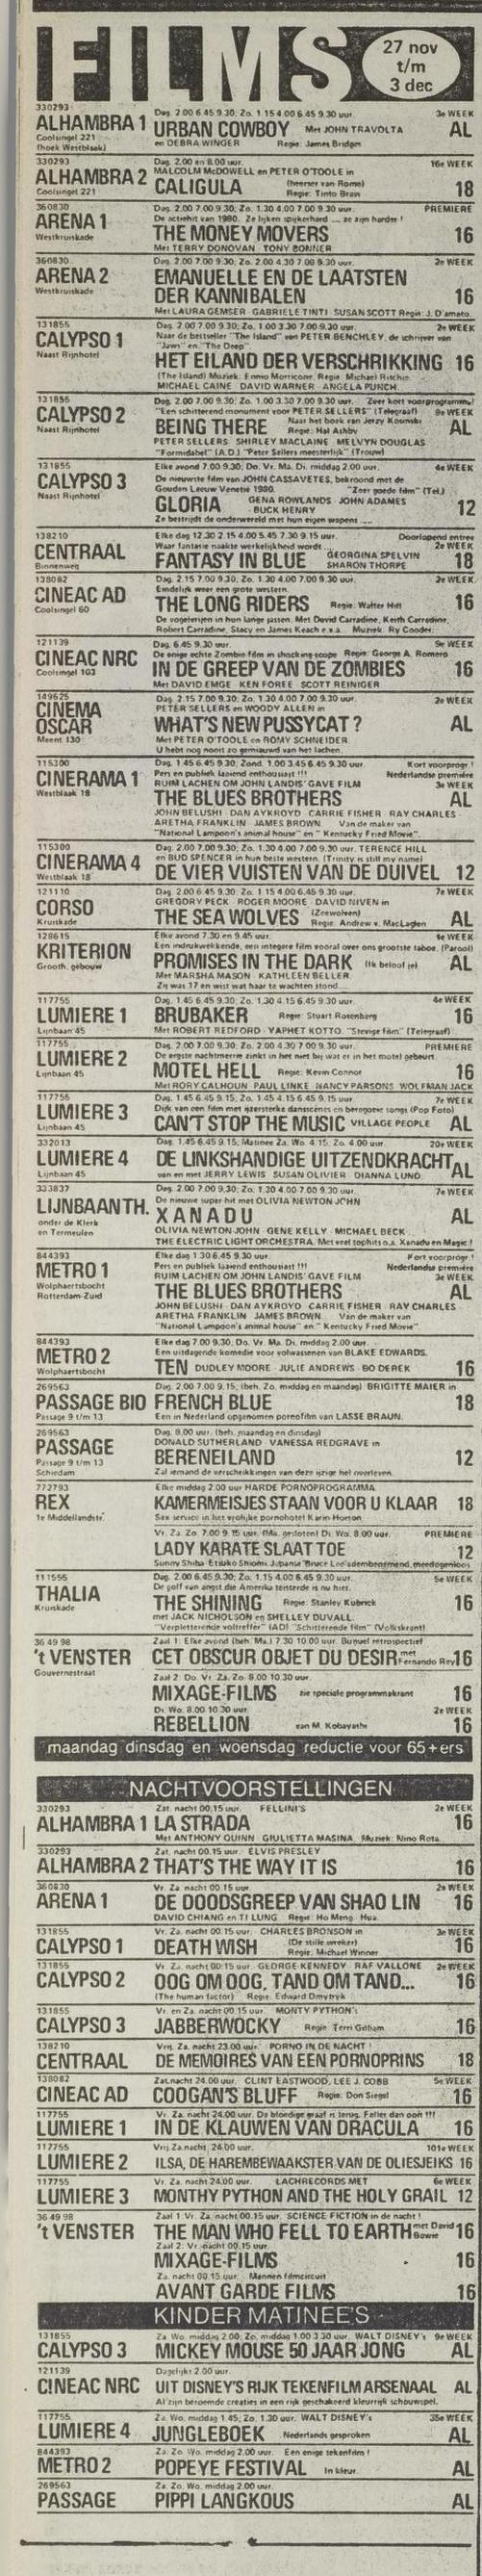 FILMS
27 nov
t/m
3 dec
330293 Dag. 2.00 6.45 9.30; Zo. 1.15 4.00 6.45 9.30 uur. 3e WEEK
ALHAMBRA 1 URBAN COWBOY Met JOHN TRAVOLTA AL
Coolsingel 221 en DEBRA WINGER Regie: James Bridges
(hoek Westblaak)
330293 Dag. 2.00 en 8.00 uur. 16e WEEK
MALCOLM McDOWELL en PETER O'TOOLE in
ALHAMBRA 2 CALIGULA (heerser van Rome) 18
Coolsingel 221 Regie: Tinto Brass
360830 Dag. 2.00 7.00 9.30; Zo. 1.30 4.00 7.00 9.30 uur. PREMIERE
De actiehit van 1980. Ze lijken spijkerhard .... ze zijn harder !
ARENA 1 THE MONEY MOVERS 16
Westkruiskade Met TERRY DONOVAN TONY BONNER
360830 Dag. 2.00 7.00 9.30; Zo. 2.00 4.30 7.00 9.30 uur. 2e WEEK
ARENA 2 EMANUELLE EN DE LAATSTEN
Westkruiskade DER KANNIBALEN 16
Met LAURA GEMSER GABRIELE TINTI SUSAN SCOTT Regie: J. D'amato.
131855 Dag. 2.00 7.00 9.30; Zo. 1.00 3.30 7.00 9.30 uur. 2e WEEK
Naar de bestseller "The Island" van PETER BENCHLEY, de schrijver van
CALYPSO 1 "Jaws" en "The Deep"
Naast Rijnhotel HET EILAND DER VERSCHRIKKING 16
(The Island) Muziek: Ennio Morricone. Regie: Michael Ritchie
MICHAEL CAINE DAVID WARNER ANGELA PUNCH
131855 Dag. 2.00 7.00 9.30; Zo. 1.00 3.30 7.00 9.30 uur. Zeer kort voorprogramma!
"Een schitterend monument voor PETER SELLERS" (Telegraaf) 9e WEEK
CALYPSO 2 BEING THERE Naar het boek van Jerzy Kosinski AL
Naast Rijnhotel Regie: Hal Ashby
PETER SELLERS SHIRLEY MACLAINE MELVYN DOUGLAS
"Formidabel" (A.D.) "Peter Sellers meesterlijk" (Trouw)
131855 Elke avond 7.00 9.30; Do. Vr. Ma. Di. middag 2.00 uur. 4e WEEK
De nieuwste film van JOHN CASSAVETES, bekroond met de
CALYPSO 3 Gouden Leeuw Venetië 1980. "Zeer goede film" (Tel.)
Naast Rijnhotel GLORIA GENA ROWLANDS JOHN ADAMES 12
BUCK HENRY
Ze bestrijdt de onderwereld met hun eigen wapens ....
138210 Elke dag 12.30 2.15 4.00 5.45 7.30 9.15 uur. Doorlopend entree
Waar fantasie naakte werkelijkheid wordt .... 2e WEEK
CENTRAAL FANTASY IN BLUE GEORGINA SPELVIN 18
Binnenweg SHARON THORPE
138082 Dag. 2.15 7.00 9.30; Zo. 1.30 4.00 7.00 9.30 uur. 2e WEEK
Eindelijk weer een grote western.
CINEAC AD THE LONG RIDERS Regie: Walter Hill 16
Coolsingel 60 De vogelvrijen in hun lange jassen. Met David Carradine, Keith Carradine,
Robert Carradine, Stacy en James Keach e.v.a. Muziek: Ry Cooder.
121139 Dag. 6.45 9.30 uur. 9e WEEK
De enige echte Zombie film in shocking-scope Regie: George A. Romero
CINEAC NRC IN DE GREEP VAN DE ZOMBIES 16
Coolsingel 103 Met DAVID EMGE KEN FOREE SCOTT REINIGER
149625 Dag. 2.15 7.00 9.30; Zo. 1.30 4.00 7.00 9.30 uur. 2e WEEK
PETER SELLERS en WOODY ALLEN in
CINEMA WHAT'S NEW PUSSYCAT ? AL
OSCAR Met PETER O'TOOLE en ROMY SCHNEIDER
Meent 130 U hebt nog nooit zo gemiauwd van het lachen.
115300 Dag. 1.45 6.45 9.30; Zond. 1.00 3.45 6.45 9.30 uur. Kort voorprogr.!
Pers en publiek laaiend enthousiast !!! Nederlandse première
CINERAMA 1 RUIM LACHEN OM JOHN LANDIS' GAVE FILM 3e WEEK
Westblaak 18 THE BLUES BROTHERS AL
JOHN BELUSHI DAN AYKROYD CARRIE FISHER RAY CHARLES
ARETHA FRANKLIN JAMES BROWN. Van de maker van
"National Lampoon's animal house" en " Kentucky Fried Movie".
115300 Dag. 2.00 7.00 9.30; Zo. 1.30 4.00 7.00 9.30 uur. TERENCE HILL
en BUD SPENCER in hun beste western. (Trinity is still my name)
CINERAMA 4 DE VIER VUISTEN VAN DE DUIVEL 12
Westblaak 18
121110 Dag. 2.00 6.45 9.30; Zo. 1.15 4.00 6.45 9.30 uur. 7e WEEK
GREGORY PECK ROGER MOORE DAVID NIVEN in
CORSO THE SEA WOLVES (Zeewolven) AL
Kruiskade Regie: Andrew v. MacLaglen
128615 Elke avond 7.30 en 9.45 uur. 1e WEEK
Een indrukwekkende, een integere film vooral over ons grootste taboe. (Parool)
KRITERION PROMISES IN THE DARK (Ik beloof je) AL
Grooth. gebouw Met MARSHA MASON KATHLEEN BELLER.
Zij was 17 en wist wat haar te wachten stond ....
117755 Dag. 1.45 6.45 9.30; Zo. 1.30 4.15 6.45 9.30 uur. 4e WEEK
LUMIERE 1 BRUBAKER Regie: Stuart Rosenberg 16
Lijnbaan 45 Met ROBERT REDFORD YAPHET KOTTO. "Stevige film" (Telegraaf)
117755 Dag. 2.00 7.00 9.30; Zo. 2.00 4.30 7.00 9.30 uur. PREMIERE
De ergste nachtmerrie zinkt in het niet bij wat er in het motel gebeurt.
LUMIERE 2 MOTEL HELL Regie: Kevin Connor 16
Lijnbaan 45 Met RORY CALHOUN PAUL LINKE NANCY PARSONS WOLFMAN JACK
117755 Dag. 1.45 6.45 9.15; Zo. 1.45 4.15 6.45 9.15 uur. 7e WEEK
Dijk van een film met ijzersterke dansscènes en beregoeie songs (Pop Foto)
LUMIERE 3 CAN'T STOP THE MUSIC VILLAGE PEOPLE AL
Lijnbaan 45
332013 Dag. 1.45 6.45 9.15; Matinee Za. Wo. 4.15; Zo. 4.00 uur. 20e WEEK
LUMIERE 4 DE LINKSHANDIGE UITZENDKRACHT AL
Lijnbaan 45 van en met JERRY LEWIS SUSAN OLIVIER DIANNA LUND
333837 Dag. 2.00 7.00 9.30; Zo. 1.30 4.00 7.00 9.30 uur. 7e WEEK
De nieuwe super hit met OLIVIA NEWTON JOHN
LIJNBAANTH. XANADU AL
onder de Klerk OLIVIA NEWTON-JOHN GENE KELLY MICHAEL BECK
en Termeulen THE ELECTRIC LIGHT ORCHESTRA. Met veel tophits o.a. Xanadu en Magic !
844393 Elke dag 1.30 6.45 9.30 uur. Kort voorprogr.!
Pers en publiek laaiend enthousiast !!! Nederlandse première
METRO 1 RUIM LACHEN OM JOHN LANDIS' GAVE FILM 3e WEEK
Wolphaertsbocht THE BLUES BROTHERS AL
Rotterdam-Zuid JOHN BELUSHI DAN AYKROYD CARRIE FISHER RAY CHARLES
ARETHA FRANKLIN JAMES BROWN. Van de maker van
"National Lampoon's animal house" en " Kentucky Fried Movie".
844393 Elke dag 7.00 9.30; Do. Vr. Ma. Di. middag 2.00 uur.
Een uitdagende komedie voor volwassenen van BLAKE EDWARDS.
METRO 2 TEN DUDLEY MOORE JULIE ANDREWS BO DEREK 16
Wolphaertsbocht
269563 Dag. 2.00 7.00 9.15; (beh. Zo. middag en maandag) BRIGITTE MAIER in
PASSAGE BIO FRENCH BLUE 18
Passage 9 t/m 13 Een in Nederland opgenomen pornofilm van LASSE BRAUN.
269563 Dag. 8.00 uur. (beh. maandag en dinsdag)
DONALD SUTHERLAND VANESSA REDGRAVE in
PASSAGE BERENEILAND 12
Passage 9 t/m 13
Schiedam Zal iemand de verschrikkingen van deze ijzige hel overleven
772793 Elke middag 2.00 uur HARDE PORNOPROGRAMMA
REX KAMERMEISJES STAAN VOOR U KLAAR 18
1e Middellandstr. Sex service in het vrolijke pornohotel Karin Horson
Vr. Za. Zo. 7.00 9.15 uur. (Ma. gesloten) Di. Wo. 8.00 uur. PREMIERE
LADY KARATE SLAAT TOE 12
Sunny Shiba Etsuko Shiomi. Japanse 'Bruce Lee's adembenemend, meedogenloos
111555 Dag. 2.00 6.45 9.30; Zo. 1.15 4.00 6.45 9.30 uur. 5e WEEK
De golf van angst die Amerika teisterde is nu hier.
THALIA THE SHINING Regie: Stanley Kubrick 16
Kruiskade met JACK NICHOLSON en SHELLEY DUVALL
"Verpletterende voltreffer" (AD) "Schitterende film" (Volkskrant)
36 49 98 Zaal 1: Elke avond (beh. Ma.) 7.30 10.00 uur. Bunuel retrospectief
't VENSTER CET OBSCUR OBJET DU DESIR met Fernando Rey 16
Gouvernestraat Zaal 2: Do. Vr. Za. Zo. 8.00 10.30 uur.
MIXAGE-FILMS zie speciale programmakrant 16
Di. Wo. 8.00 10.30 uur 2e WEEK
REBELLION van M. Kobayashi 16
maandag dinsdag en woensdag reductie voor 65+ers
NACHTVOORSTELLINGEN
330293 Zat. nacht 00.15 uur. FELLINI'S 2e WEEK
ALHAMBRA 1 LA STRADA 16
Met ANTHONY QUINN GIULIETTA MASINA. Muziek: Nino Rota.
330293 Zat. nacht 00.15 uur. ELVIS PRESLEY
ALHAMBRA 2 THAT'S THE WAY IT IS 16
360830 Vr. Za. nacht 00.15 uur. 2e WEEK
ARENA 1 DE DOODSGREEP VAN SHAO LIN 16
DAVID CHIANG en TI LUNG Regie: Ho Meng Hua
131855 Vr. Za. nacht 00.15 uur. CHARLES BRONSON in 3e WEEK
CALYPSO 1 DEATH WISH (De stille wreker) 16
Regie: Michael Winner
131855 Vr. Za. nacht 00.15 uur. GEORGE KENNEDY RAF VALLONE 2e WEEK
CALYPSO 2 OOG OM OOG, TAND OM TAND... 16
(The human factor) Regie: Edward Dmytryk
131855 Vr. en Za. nacht 00.15 uur. MONTY PYTHON's
CALYPSO 3 JABBERWOCKY Regie: Terri Gilliam 16
138210 Vrij. Za. nacht 23.00 uur. PORNO IN DE NACHT !
CENTRAAL DE MEMOIRES VAN EEN PORNOPRINS 18
138082 Zat.nacht 24.00 uur. CLINT EASTWOOD, LEE J. COBB 5e WEEK
CINEAC AD COOGAN'S BLUFF Regie: Don Siegel 16
117755 Vr. Za. nacht 24.00 uur. De bloedige graaf is terug. Feller dan ooit !!!
LUMIERE 1 IN DE KLAUWEN VAN DRACULA 16
117755 Vrij. Za. nacht 24.00 uur. 101e WEEK
LUMIERE 2 ILSA, DE HAREMBEWAAKSTER VAN DE OLIESJEIKS 16
117755 Vr. Za. nacht 24.00 uur. LACHRECORDS MET 6e WEEK
LUMIERE 3 MONTHY PYTHON AND THE HOLY GRAIL 12
36 49 98 Zaal 1: Vr. Za. nacht 00.15 uur. SCIENCE FICTION in de nacht !
't VENSTER THE MAN WHO FELL TO EARTH met David Bowie 16
Zaal 2: Vr. nacht 00.15 uur.
MIXAGE-FILMS 16
Za. nacht 00.15 uur. Mannen filmcircuit
AVANT GARDE FILMS 16
KINDER MATINEE'S
131855 Za. Wo. middag 2.00; Zo. middag 1.00 3.30 uur. WALT DISNEY's 9e WEEK
CALYPSO 3 MICKEY MOUSE 50 JAAR JONG AL
121139 Dagelijks 2.00 uur.
CINEAC NRC UIT DISNEY'S RIJK TEKENFILM ARSENAAL AL
Al zijn beroemde creaties in een rijk geschakeerd kleurrijk schouwspel.
117755 Za. Wo. middag 1.45; Zo. 1.30 uur. WALT DISNEY's 35e WEEK
LUMIERE 4 JUNGLEBOEK Nederlands gesproken AL
844393 Za. Zo. Wo. middag 2.00 uur. Een enige tekenfilm !
METRO 2 POPEYE FESTIVAL In kleur. AL
269563 Za. Zo. Wo. middag 2.00 uur.
PASSAGE PIPPI LANGKOUS AL